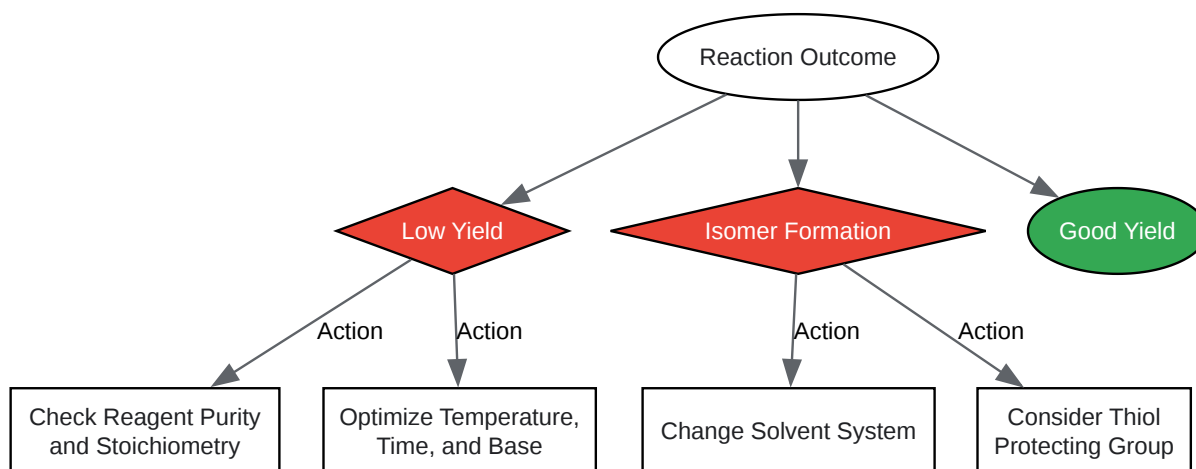 Reaction Outcome
Low Yield
Isomer Formation
Good Yield
Action
Action
Action
Action
Check Reagent Purity
and Stoichiometry
Optimize Temperature,
Time, and Base
Change Solvent System
Consider Thiol
Protecting Group